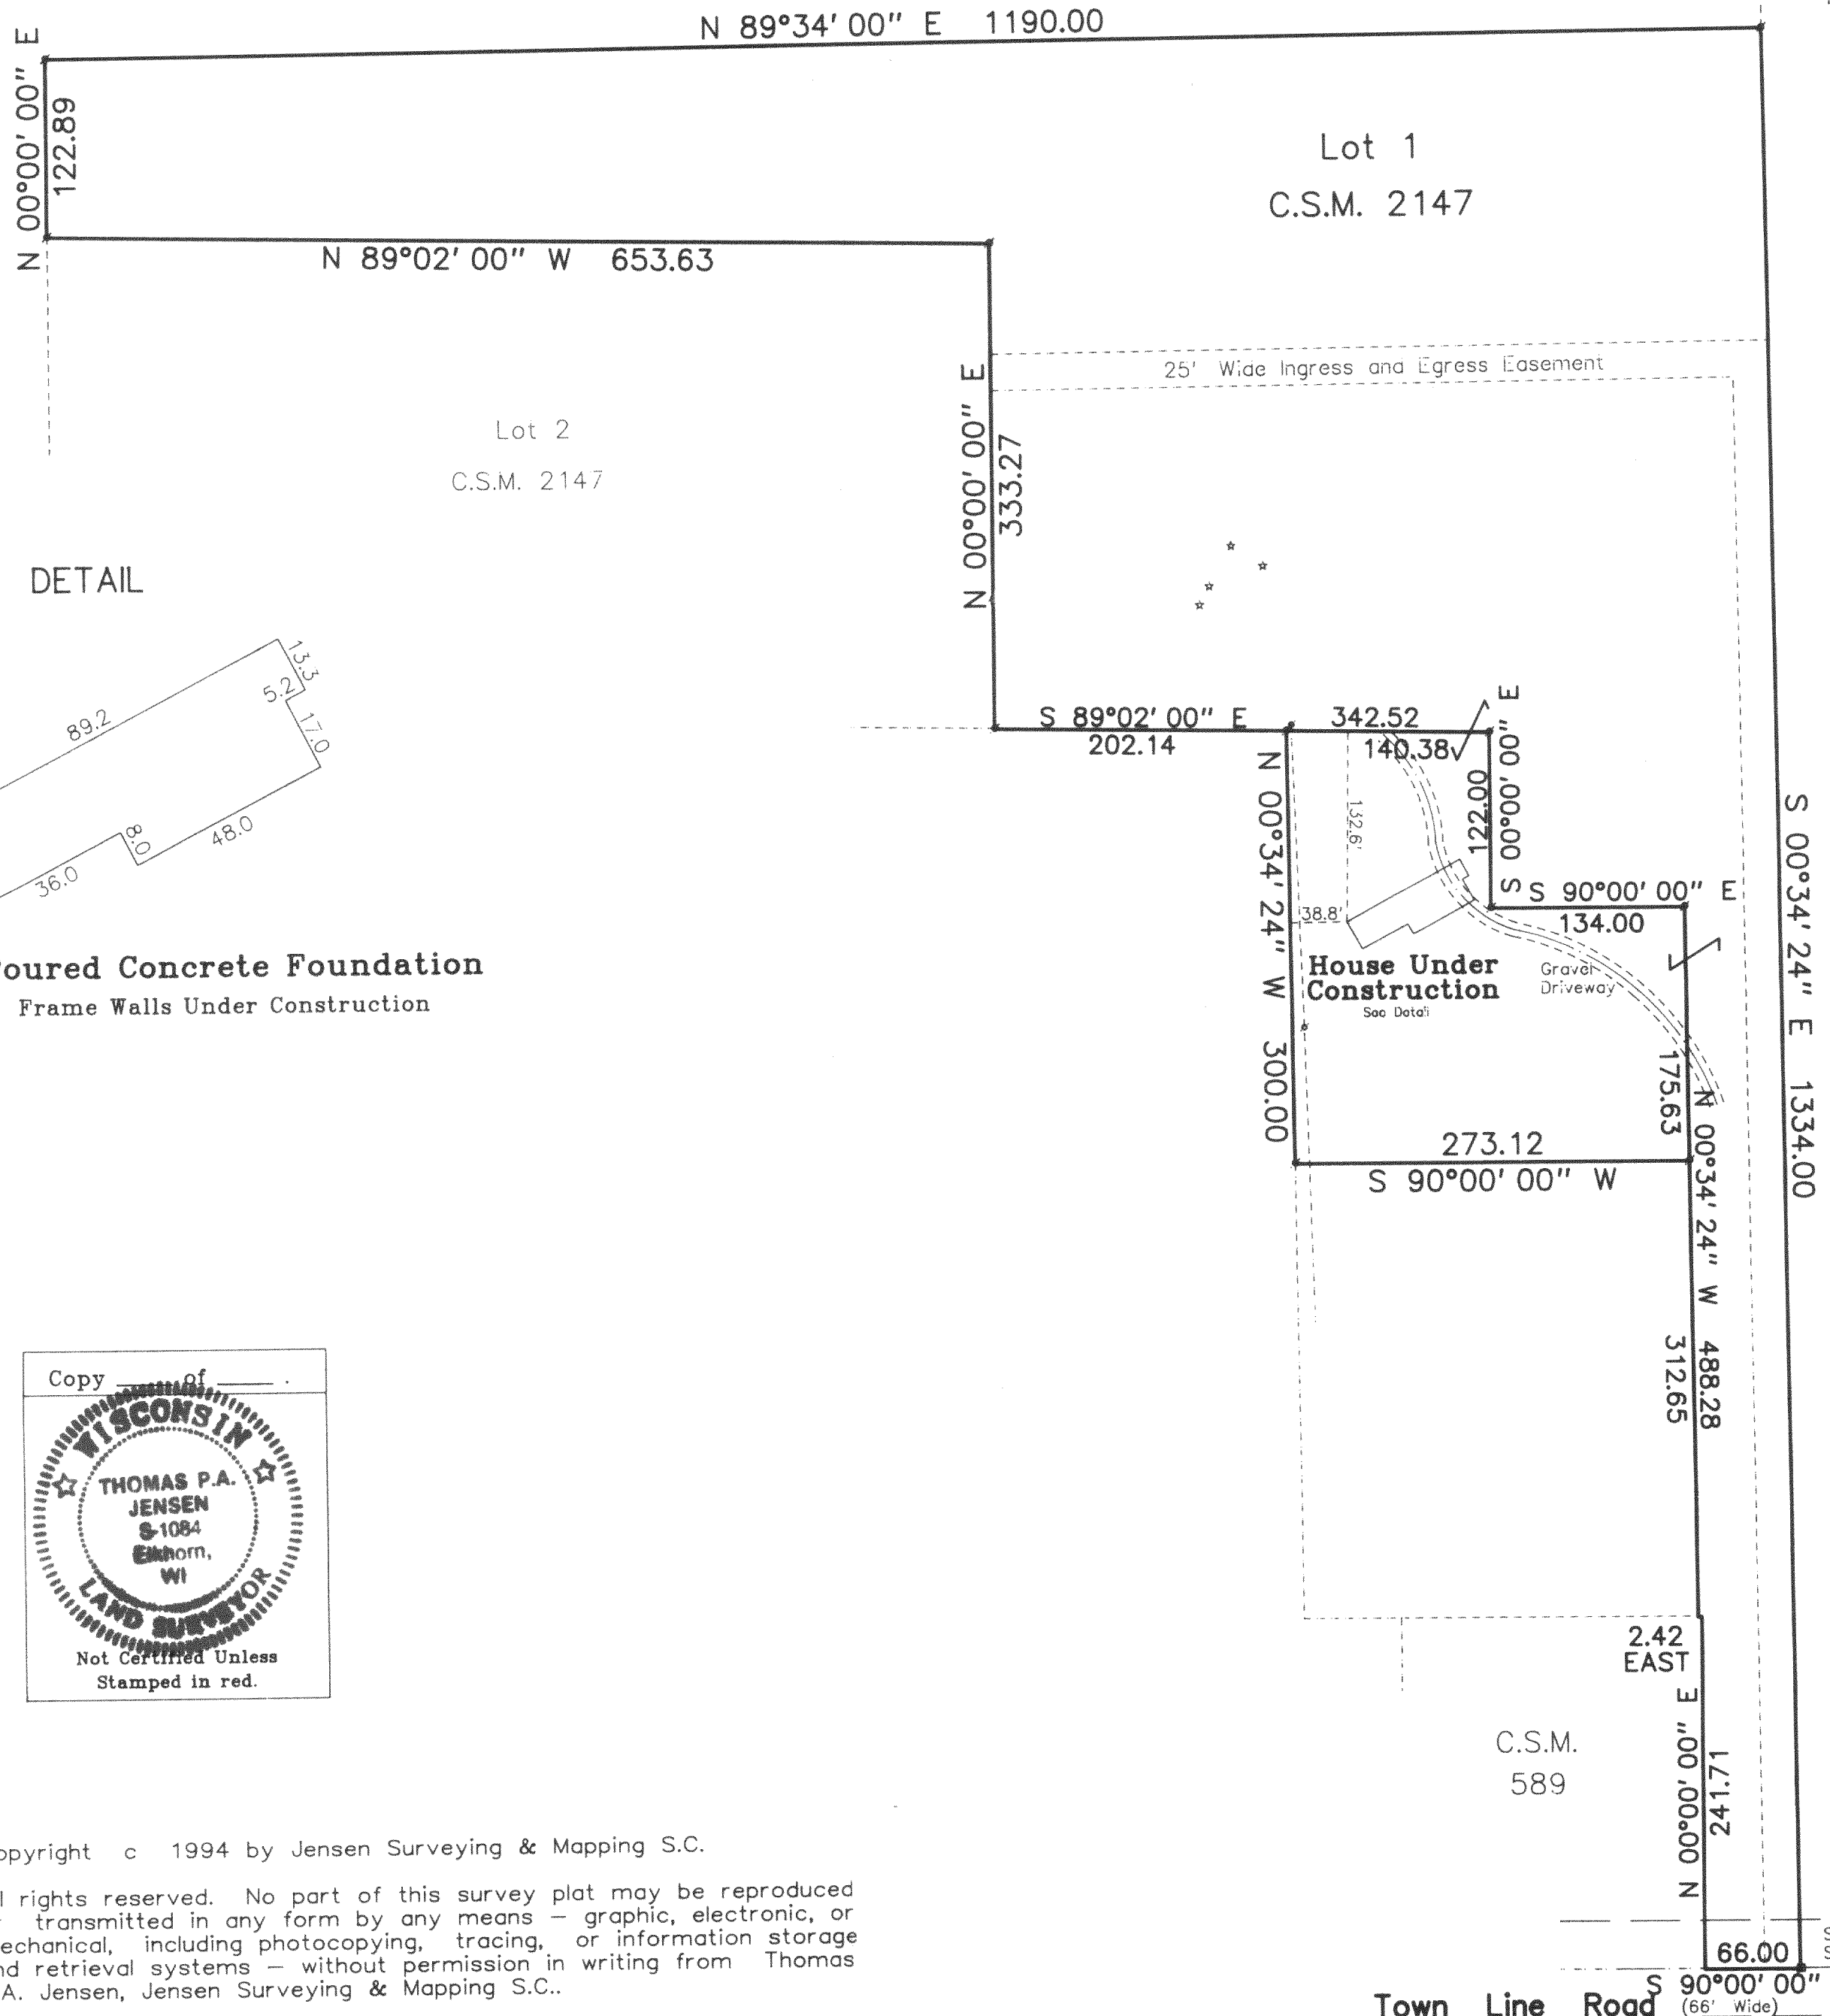 N 89°34' 00" E 1190.00
N 00°00' 00" E
122.89
Lot 1
C.S.M. 2147
N 89°02' 00" W 653.63
25' Wide Ingress and Egress Easement
N 00°00' 00" E
333.27
Lot 2
C.S.M. 2147
DETAIL
13.3
5.2
17.0
89.2
8.0
48.0
36.0
oured Concrete Foundation
Frame Walls Under Construction
S 89°02' 00" E 342.52
202.14
140.38
N 00°34' 24" W 300.00
132.6'
38.8'
122.00
S 00°00' 00" E
S 90°00' 00" E
134.00
House Under
Construction
Gravel
Driveway
175.63
S 00°34' 24" E 1334.00
273.12
S 90°00' 00" W
N 00°34' 24" W 488.28
312.65
Copy ____ of ____ .
WISCONSIN
THOMAS P.A.
JENSEN
S-1084
Elkhorn,
WI
LAND SURVEYOR
Not Certified Unless
Stamped in red.
2.42
EAST
N 00°00' 00" E
241.71
C.S.M.
589
opyright c 1994 by Jensen Surveying & Mapping S.C.
l rights reserved. No part of this survey plat may be reproduced
transmitted in any form by any means – graphic, electronic, or
echanical, including photocopying, tracing, or information storage
nd retrieval systems – without permission in writing from Thomas
A. Jensen, Jensen Surveying & Mapping S.C..
66.00
S 90°00' 00"
Town Line Road (66' Wide)